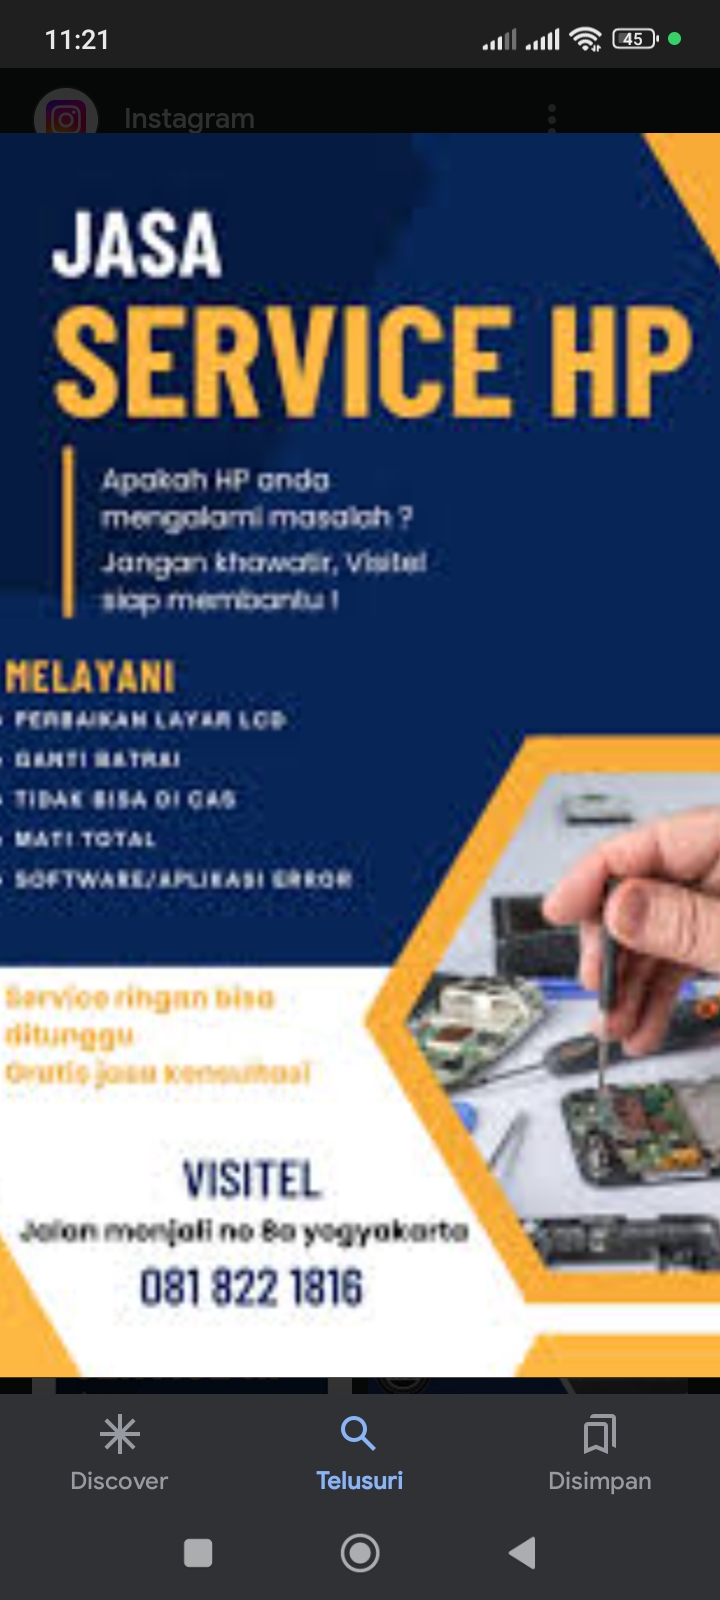 11:21
45
Instagram
JASA
SERVICE HP
Apakah HP anda
mengalami masalah ?
Jangan khawatir, Visitel
siap membantu !
MELAYANI
PERBAIKAN LAYAR LCD
GANTI BATRAI
TIDAK BISA DI CAS
MATI TOTAL
SOFTWARE/APLIKASI ERROR
Service ringan bisa
ditunggu
Gratis jasa konsultasi
VISITEL
Jalan monjali no 8a yogyakarta
081 822 1816
Discover
Telusuri
Disimpan